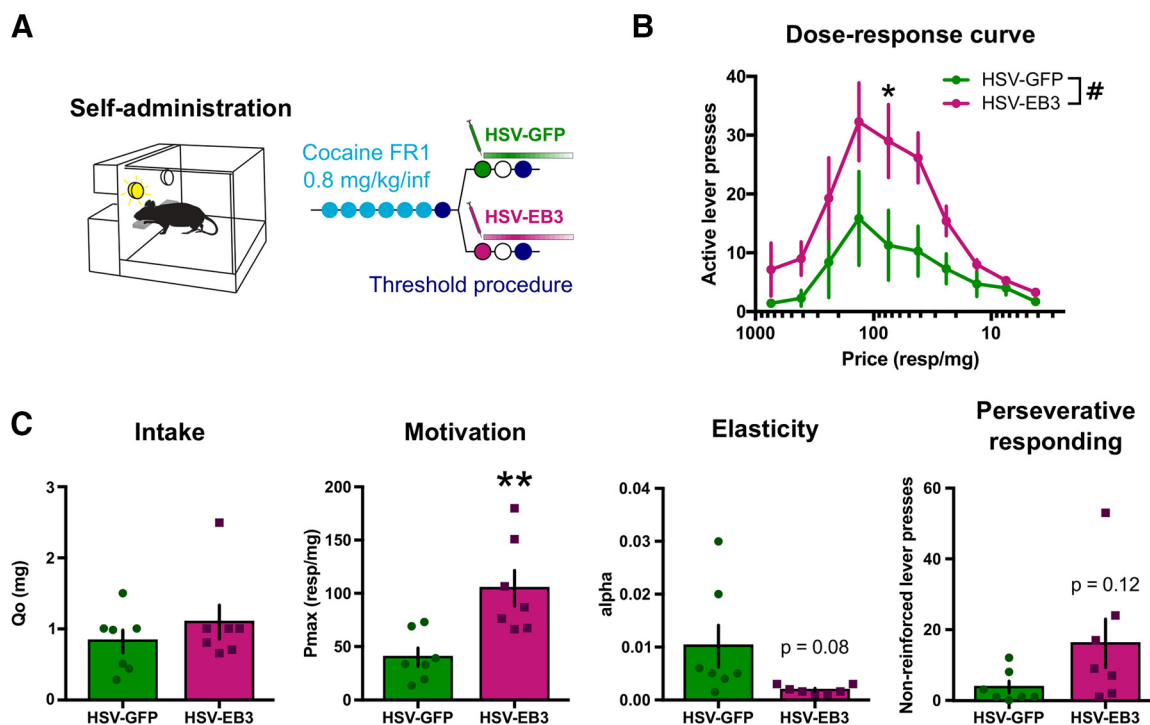 A
Self-administration
Cocaine FR1
0.8 mg/kg/inf
HSV-GFP
HSV-EB3
Threshold procedure
B
Dose-response curve
HSV-GFP
HSV-EB3
#
*
Active lever presses
40
30
20
10
0
1000
100
10
Price (resp/mg)
C
Intake
Qo (mg)
3
2
1
0
HSV-GFP
HSV-EB3
Motivation
**
Pmax (resp/mg)
200
150
100
50
0
HSV-GFP
HSV-EB3
Elasticity
alpha
0.04
0.03
0.02
0.01
0.00
p = 0.08
HSV-GFP
HSV-EB3
Perseverative
responding
Non-reinforced lever presses
60
40
20
0
p = 0.12
HSV-GFP
HSV-EB3